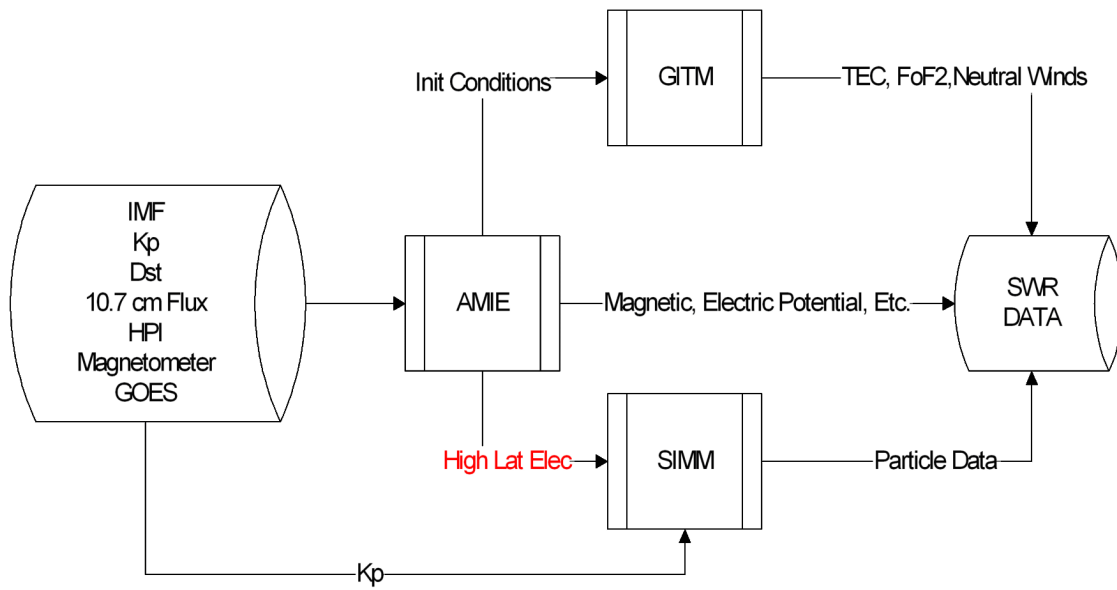 GITM
Init Conditions
TEC, FoF2,Neutral Winds
IMF
Kp
Dst
10.7 cm Flux
HPI
Magnetometer
GOES
AMIE
Magnetic, Electric Potential, Etc.
SWR
DATA
High Lat Elec
SIMM
Particle Data
Kp